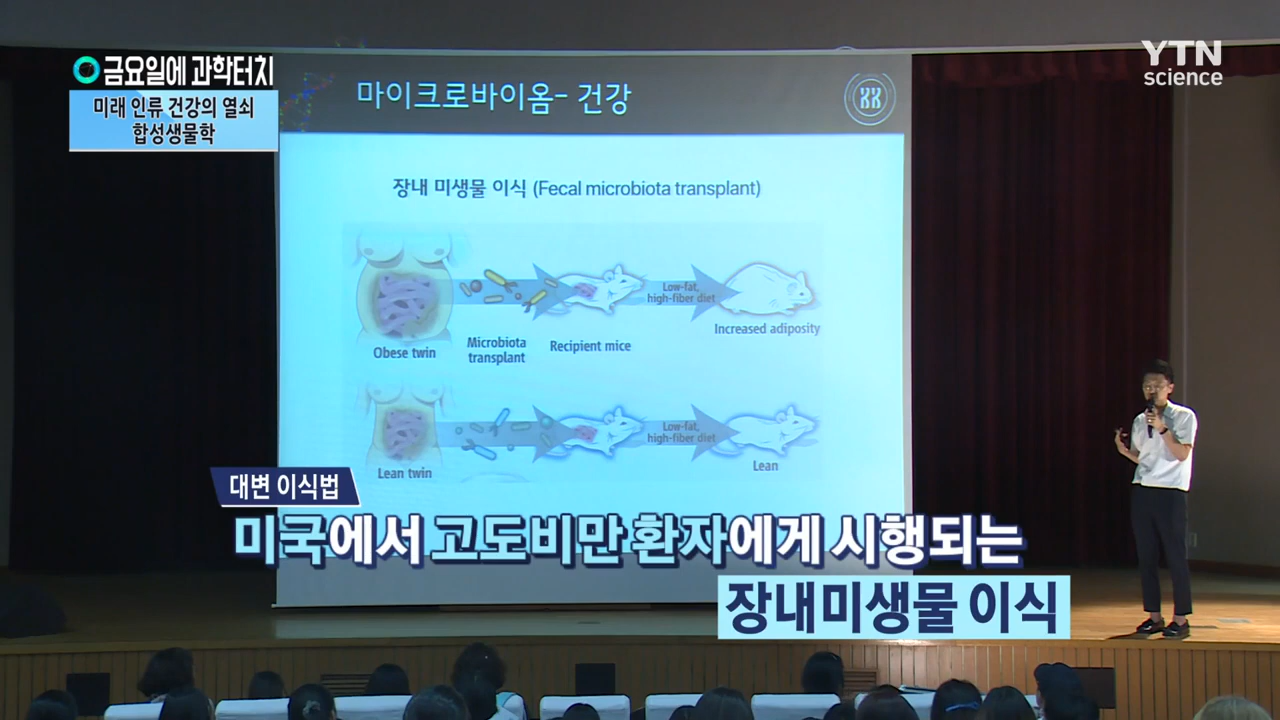 금요일에 과학터치
미래 인류 건강의 열쇠
합성생물학
YTN
science
마이크로바이옴- 건강
장내 미생물 이식 (Fecal microbiota transplant)
Obese twin
Microbiota
transplant
Recipient mice
Low-fat,
high-fiber diet
Increased adiposity
Lean twin
Low-fat,
high-fiber diet
Lean
대변 이식법
미국에서 고도비만 환자에게 시행되는
장내미생물 이식